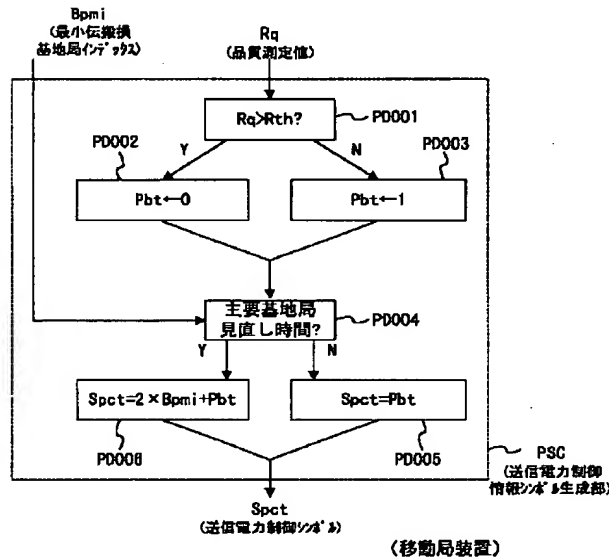 Bpmi
(最小伝搬損
基地局インデックス)
Rq
(品質測定値)
Rq>Rth?
PD001
PD002
Y
N
PD003
Pbt←0
Pbt←1
主要基地局
見直し時間?
PD004
Y
N
Spct=2×Bpmi+Pbt
Spct=Pbt
PD006
PD005
PSC
(送信電力制御
情報シンボル生成部)
Spct
(送信電力制御シンボル)
(移動局装置)